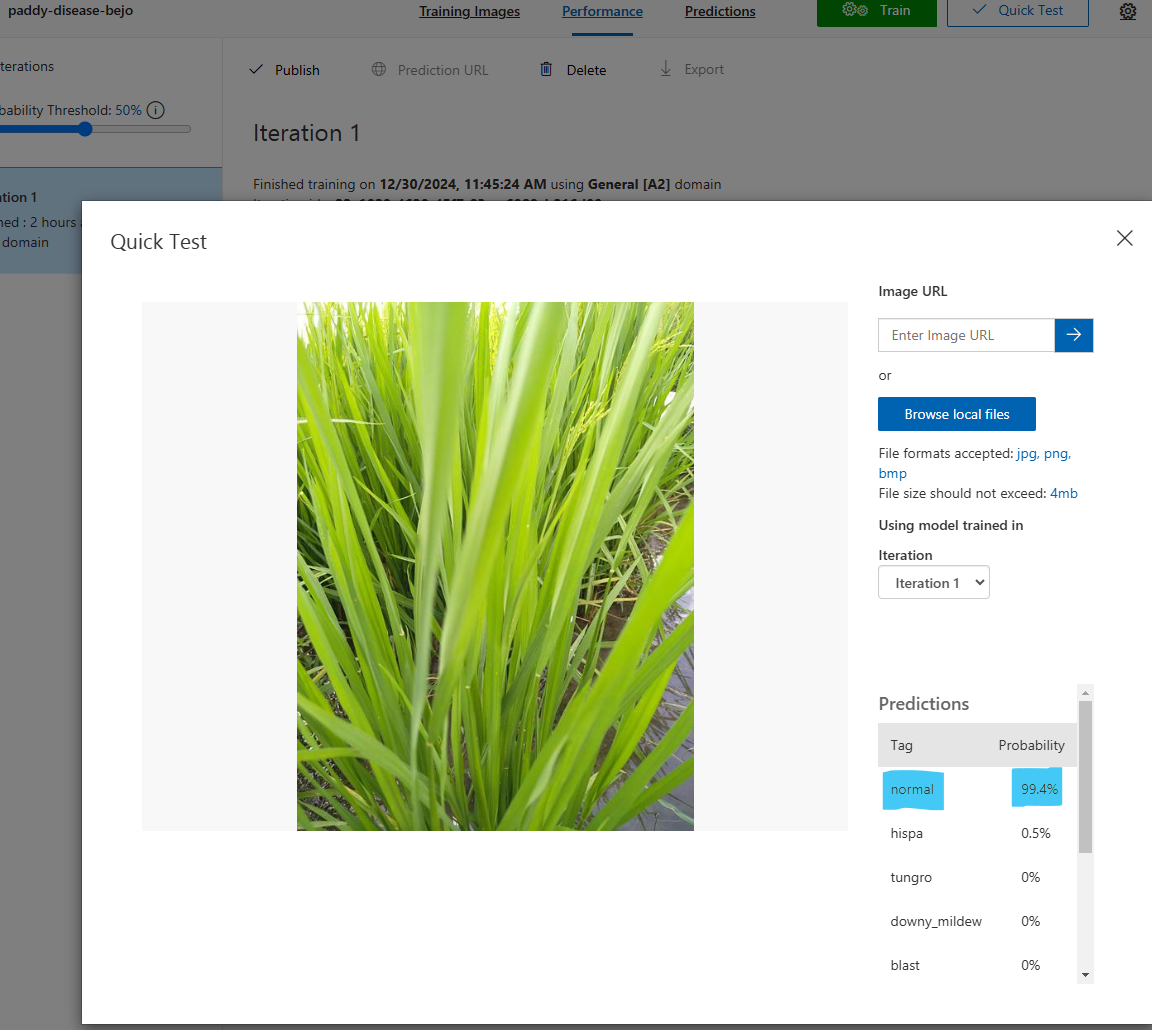 paddy-disease-bejo
Training Images
Performance
Predictions
Train
Quick Test
terations
Publish
Prediction URL
Delete
Export
bability Threshold: 50% i
Iteration 1
Finished training on 12/30/2024, 11:45:24 AM using General [A2] domain
ation 1
ned : 2 hours
domain
Quick Test
Image URL
Enter Image URL
or
Browse local files
File formats accepted: jpg, png,
bmp
File size should not exceed: 4mb
Using model trained in
Iteration
Iteration 1
Predictions
Tag Probability
normal 99.4%
hispa 0.5%
tungro 0%
downy_mildew 0%
blast 0%